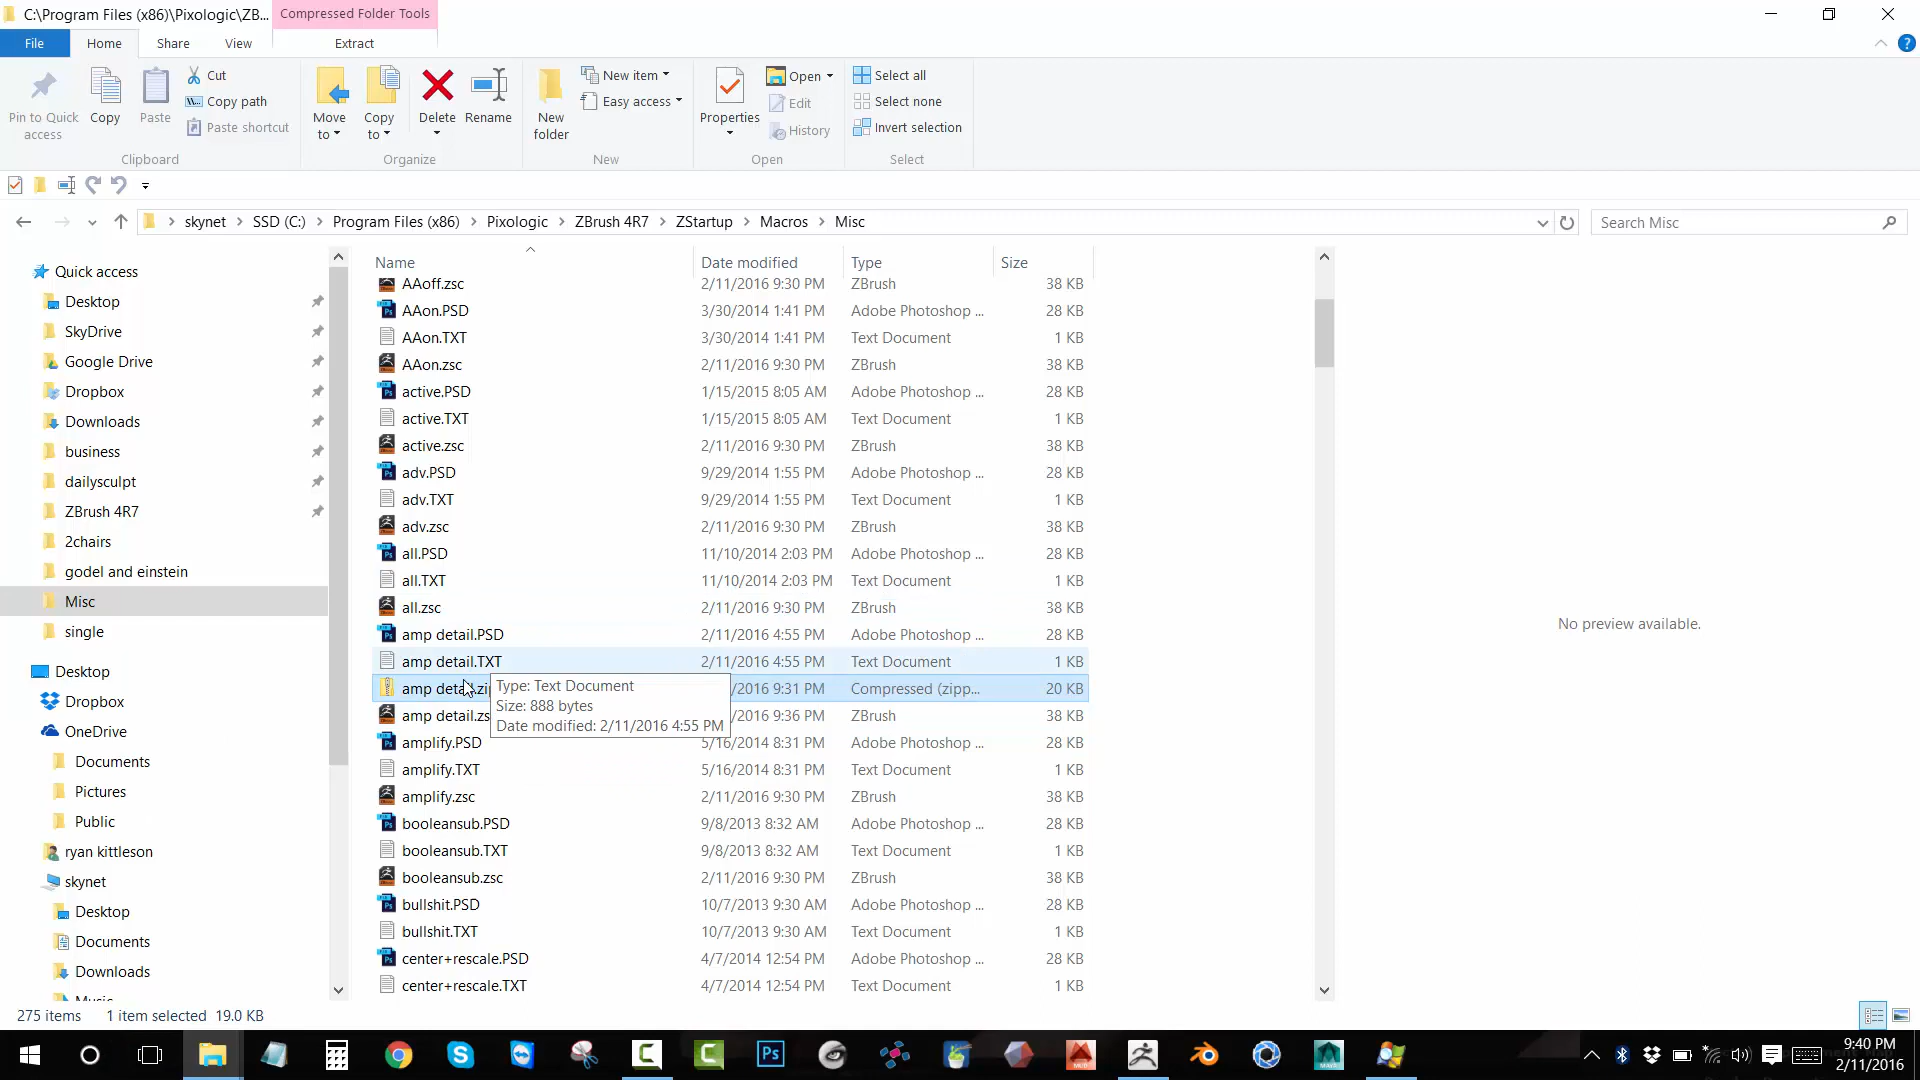 C:\Program Files (x86)\Pixologic\ZB...
Compressed Folder Tools
File
Home
Share
View
Extract
Pin to Quick access
Copy
Paste
Cut
Copy path
Paste shortcut
Clipboard
Move to
Copy to
Delete
Rename
Organize
New folder
New item
Easy access
New
Properties
Open
Edit
History
Open
Select all
Select none
Invert selection
Select
skynet > SSD (C:) > Program Files (x86) > Pixologic > ZBrush 4R7 > ZStartup > Macros > Misc
Search Misc
Quick access
Desktop
SkyDrive
Google Drive
Dropbox
Downloads
business
dailysculpt
ZBrush 4R7
2chairs
godel and einstein
Misc
single
Desktop
Dropbox
OneDrive
Documents
Pictures
Public
ryan kittleson
skynet
Desktop
Documents
Downloads
Music
Name Date modified Type Size
AAoff.zsc 2/11/2016 9:30 PM ZBrush 38 KB
AAon.PSD 3/30/2014 1:41 PM Adobe Photoshop ... 28 KB
AAon.TXT 3/30/2014 1:41 PM Text Document 1 KB
AAon.zsc 2/11/2016 9:30 PM ZBrush 38 KB
active.PSD 1/15/2015 8:05 AM Adobe Photoshop ... 28 KB
active.TXT 1/15/2015 8:05 AM Text Document 1 KB
active.zsc 2/11/2016 9:30 PM ZBrush 38 KB
adv.PSD 9/29/2014 1:55 PM Adobe Photoshop ... 28 KB
adv.TXT 9/29/2014 1:55 PM Text Document 1 KB
adv.zsc 2/11/2016 9:30 PM ZBrush 38 KB
all.PSD 11/10/2014 2:03 PM Adobe Photoshop ... 28 KB
all.TXT 11/10/2014 2:03 PM Text Document 1 KB
all.zsc 2/11/2016 9:30 PM ZBrush 38 KB
amp detail.PSD 2/11/2016 4:55 PM Adobe Photoshop ... 28 KB
amp detail.TXT 2/11/2016 4:55 PM Text Document 1 KB
amp detail.zip /2016 9:31 PM Compressed (zipp... 20 KB
amp detail.zs /2016 9:36 PM ZBrush 38 KB
Type: Text Document
Size: 888 bytes
Date modified: 2/11/2016 4:55 PM
amplify.PSD 5/16/2014 8:31 PM Adobe Photoshop ... 28 KB
amplify.TXT 5/16/2014 8:31 PM Text Document 1 KB
amplify.zsc 2/11/2016 9:30 PM ZBrush 38 KB
booleansub.PSD 9/8/2013 8:32 AM Adobe Photoshop ... 28 KB
booleansub.TXT 9/8/2013 8:32 AM Text Document 1 KB
booleansub.zsc 2/11/2016 9:30 PM ZBrush 38 KB
bullshit.PSD 10/7/2013 9:30 AM Adobe Photoshop ... 28 KB
bullshit.TXT 10/7/2013 9:30 AM Text Document 1 KB
center+rescale.PSD 4/7/2014 12:54 PM Adobe Photoshop ... 28 KB
center+rescale.TXT 4/7/2014 12:54 PM Text Document 1 KB
No preview available.
275 items 1 item selected 19.0 KB
9:40 PM
2/11/2016